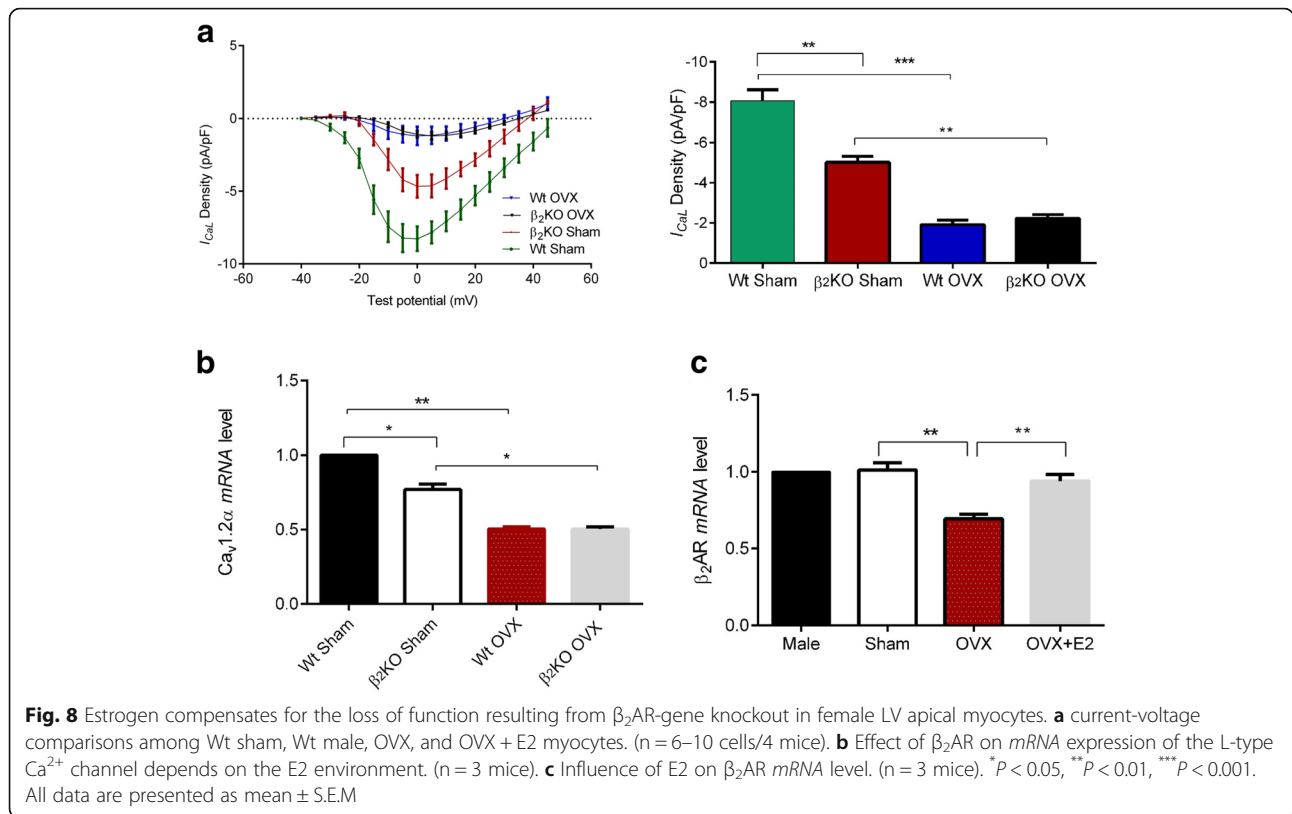 a
5
0
-5
-10
-60 -40 -20 0 20 40 60
I_CaL Density (pA/pF)
Test potential (mV)
Wt OVX
β₂KO OVX
β₂KO Sham
Wt Sham
-10
-8
-6
-4
-2
0
I_CaL Density (pA/pF)
**
***
**
Wt Sham β₂KO Sham Wt OVX β₂KO OVX
b
1.5
1.0
0.5
0.0
Caᵥ1.2α mRNA level
**
*
*
Wt Sham
β₂KO Sham
Wt OVX
β₂KO OVX
c
1.5
1.0
0.5
0.0
β₂AR mRNA level
** **
Male Sham OVX OVX+E2
Fig. 8 Estrogen compensates for the loss of function resulting from β₂AR-gene knockout in female LV apical myocytes. a current-voltage
comparisons among Wt sham, Wt male, OVX, and OVX + E2 myocytes. (n = 6–10 cells/4 mice). b Effect of β₂AR on mRNA expression of the L-type
Ca²⁺ channel depends on the E2 environment. (n = 3 mice). c Influence of E2 on β₂AR mRNA level. (n = 3 mice). *P < 0.05, **P < 0.01, ***P < 0.001.
All data are presented as mean ± S.E.M